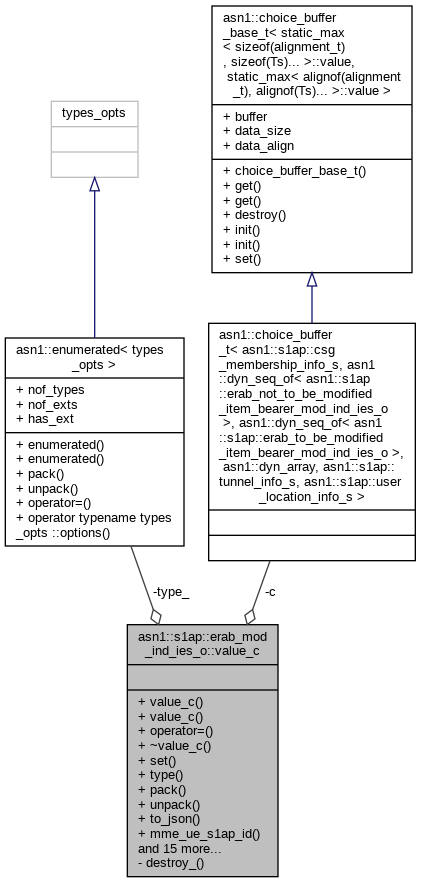 asn1::choice_buffer
_base_t< static_max
< sizeof(alignment_t)
, sizeof(Ts)... >::value,
static_max< alignof(alignment
_t), alignof(Ts)... >::value >
+ buffer
+ data_size
+ data_align
+ choice_buffer_base_t()
+ get()
+ get()
+ destroy()
+ init()
+ init()
+ set()
types_opts
asn1::enumerated< types
_opts >
+ nof_types
+ nof_exts
+ has_ext
+ enumerated()
+ enumerated()
+ pack()
+ unpack()
+ operator=()
+ operator typename types
_opts ::options()
asn1::choice_buffer
_t< asn1::s1ap::csg
_membership_info_s, asn1
::dyn_seq_of< asn1::s1ap
::erab_not_to_be_modified
_item_bearer_mod_ind_ies_o
>, asn1::dyn_seq_of< asn1
::s1ap::erab_to_be_modified
_item_bearer_mod_ind_ies_o >,
asn1::dyn_array, asn1::s1ap::
tunnel_info_s, asn1::s1ap::user
_location_info_s >
-type_
-c
asn1::s1ap::erab_mod
_ind_ies_o::value_c
+ value_c()
+ value_c()
+ operator=()
+ ~value_c()
+ set()
+ type()
+ pack()
+ unpack()
+ to_json()
+ mme_ue_s1ap_id()
and 15 more...
- destroy_()